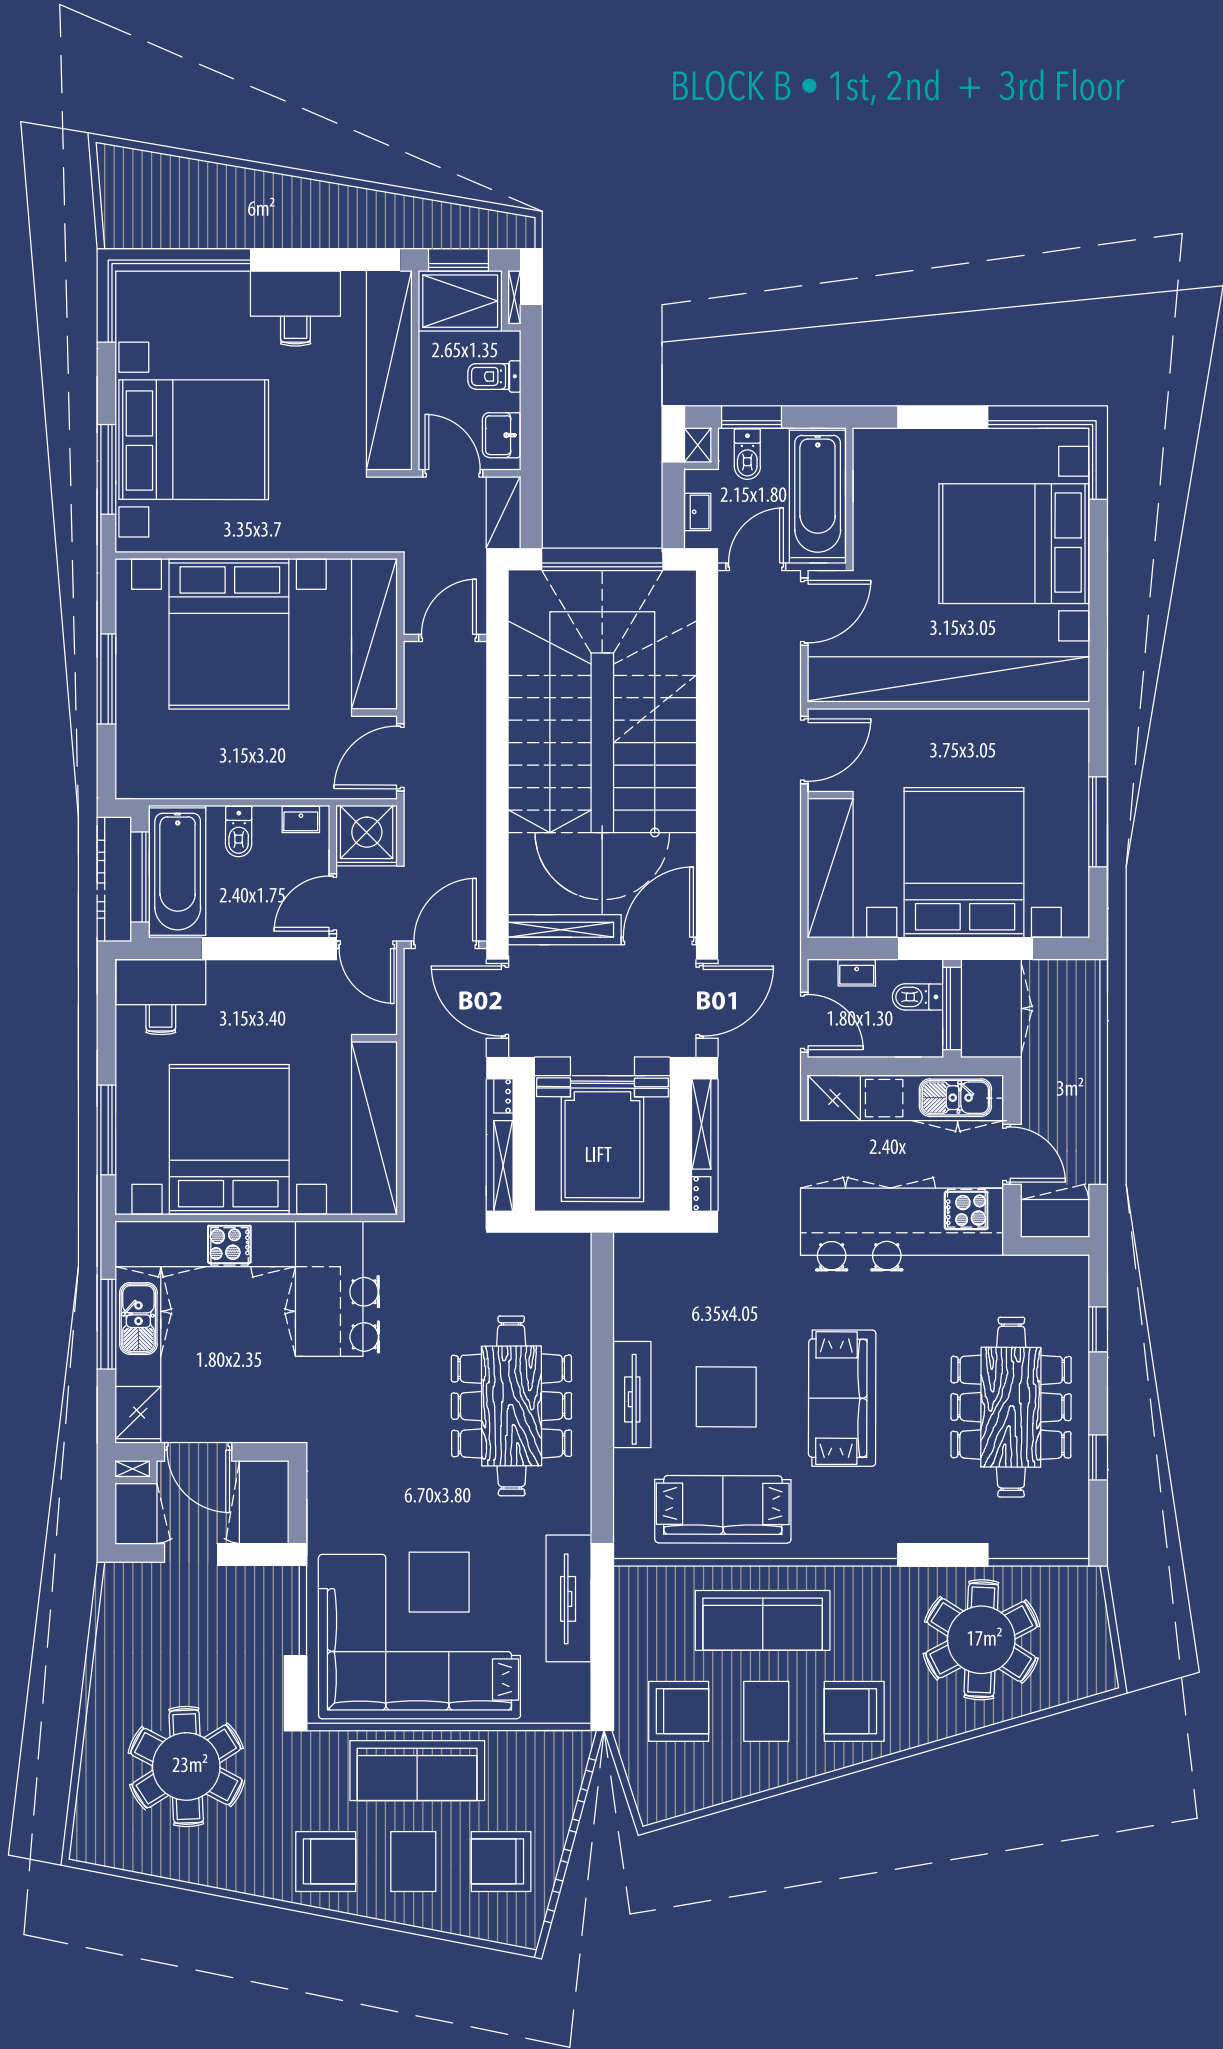 BLOCK B • 1st, 2nd + 3rd Floor
6m²
2.65x1.35
2.15x1.80
3.35x3.7
3.15x3.05
3.15x3.20
3.75x3.05
2.40x1.75
B02
B01
3.15x3.40
1.80x1.30
3m²
2.40x
LIFT
6.35x4.05
1.80x2.35
6.70x3.80
17m²
23m²